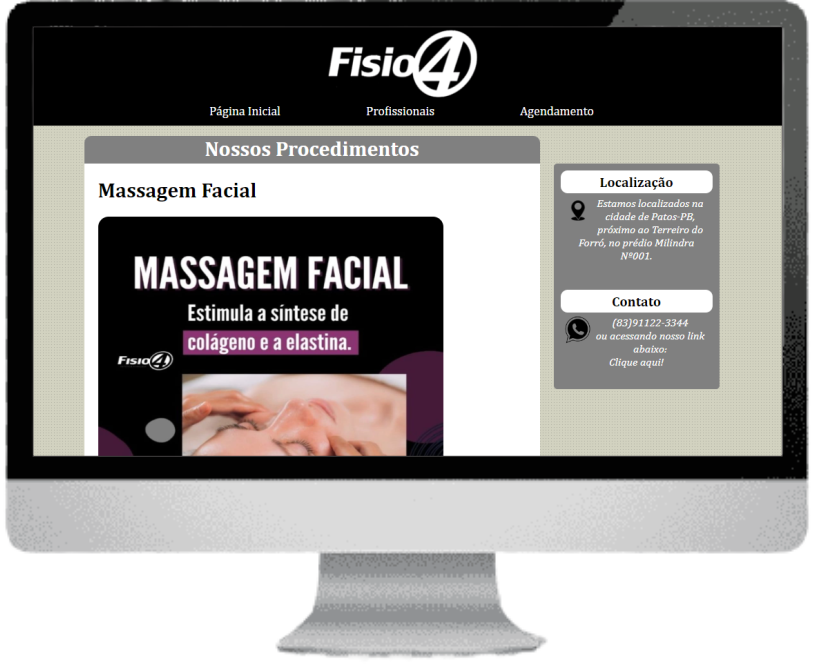 Fisio4
Página Inicial
Profissionais
Agendamento
Nossos Procedimentos
Massagem Facial
MASSAGEM FACIAL
Estimula a síntese de
colágeno e a elastina.
Fisio4
Localização
Estamos localizados na
cidade de Patos-PB,
próximo ao Terreiro do
Forró, no prédio Milindra
Nº001.
Contato
(83)91122-3344
ou acessando nosso link
abaixo:
Clique aqui!